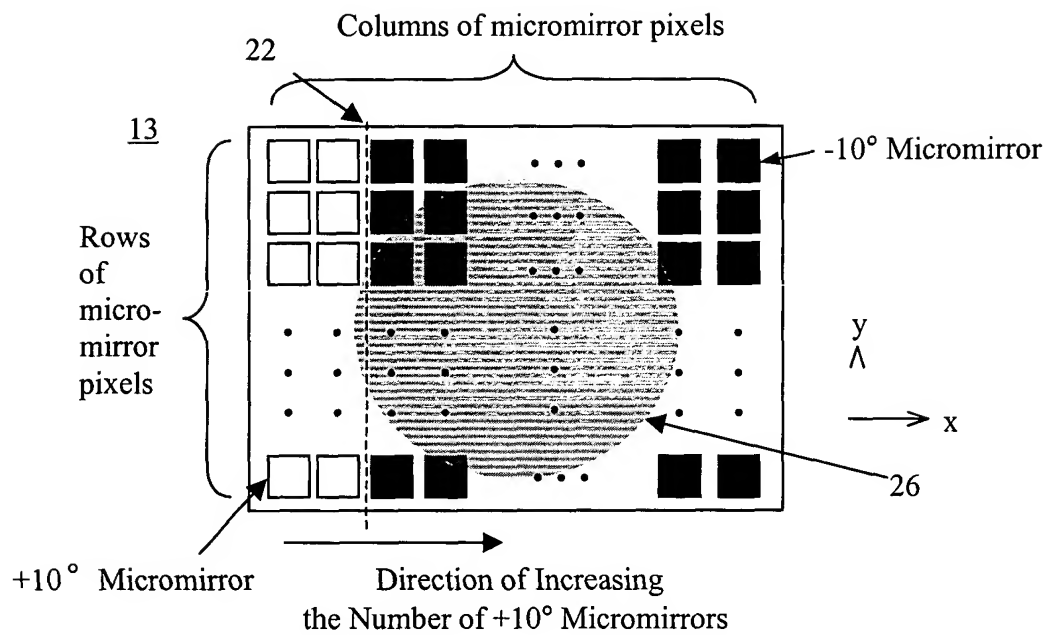 Columns of micromirror pixels
22
13
-10° Micromirror
Rows
of
micro-
mirror
pixels
y
x
26
+10° Micromirror
Direction of Increasing
the Number of +10° Micromirrors